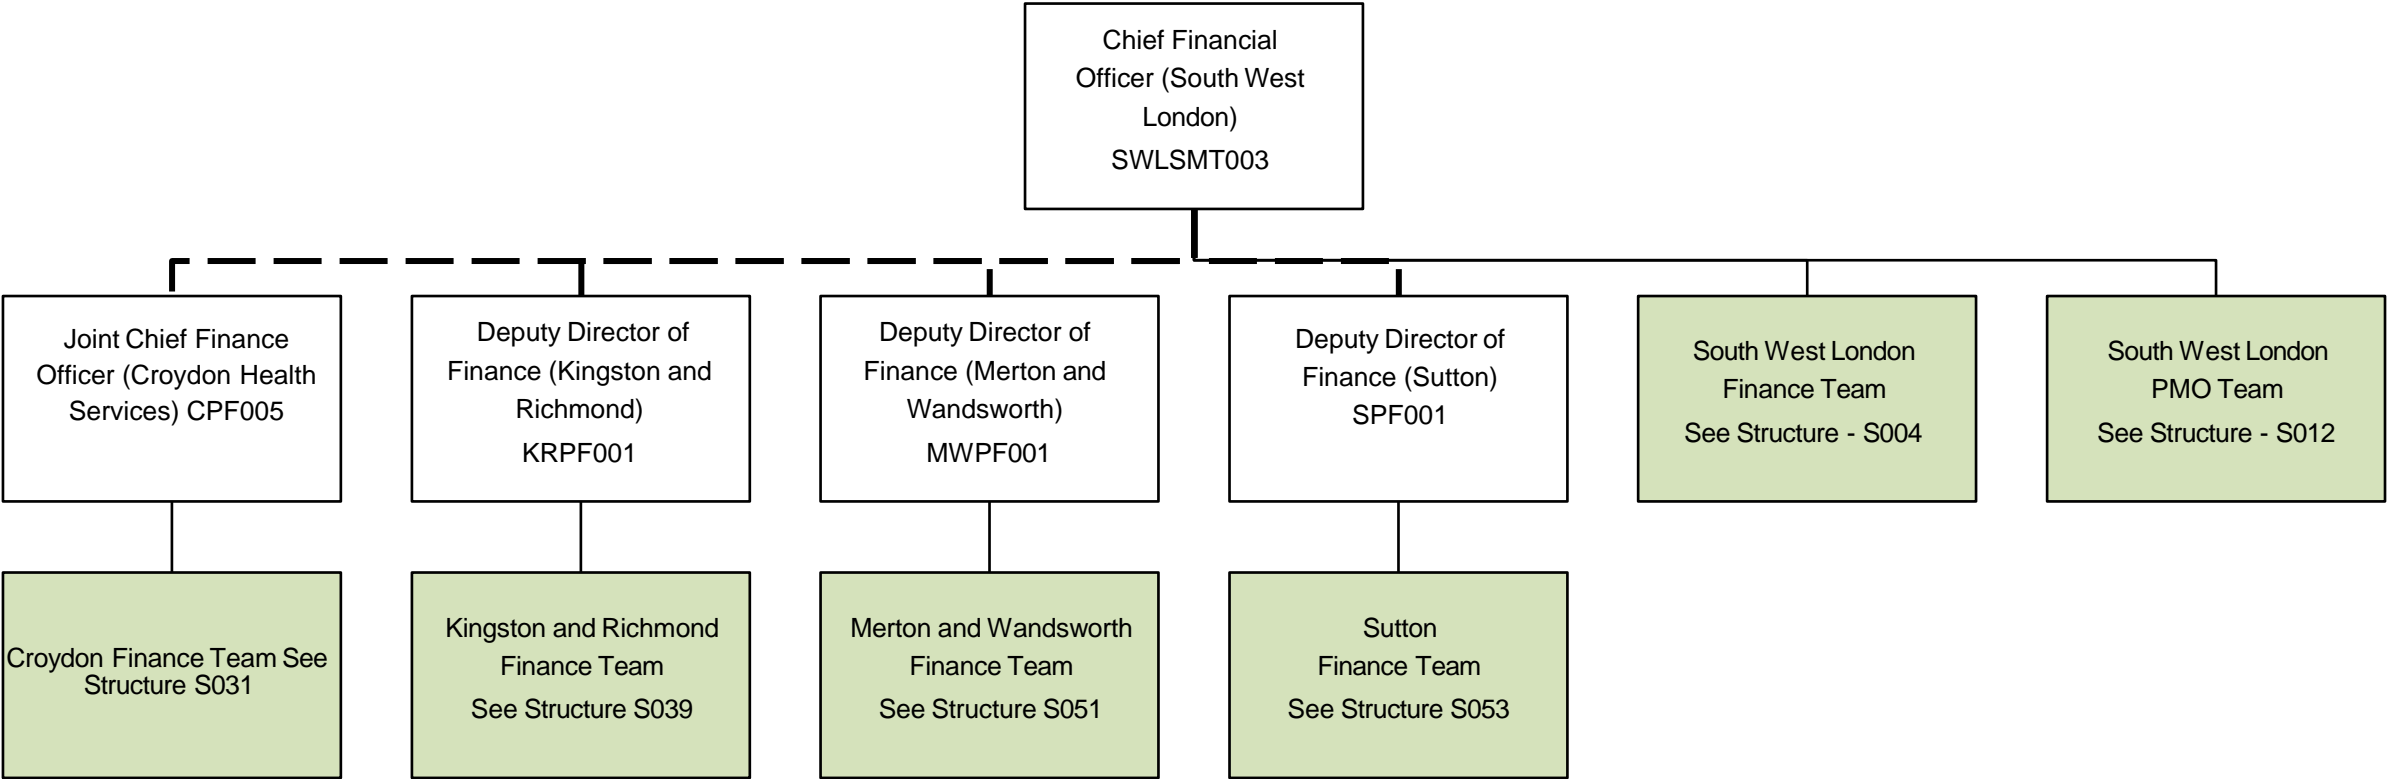 Chief Financial
Officer (South West
London)
SWLSMT003
Joint Chief Finance
Officer (Croydon Health
Services) CPF005
Deputy Director of
Finance (Kingston and
Richmond)
KRPF001
Deputy Director of
Finance (Merton and
Wandsworth)
MWPF001
Deputy Director of
Finance (Sutton)
SPF001
South West London
Finance Team
See Structure - S004
South West London
PMO Team
See Structure - S012
Croydon Finance Team See
Structure S031
Kingston and Richmond
Finance Team
See Structure S039
Merton and Wandsworth
Finance Team
See Structure S051
Sutton
Finance Team
See Structure S053